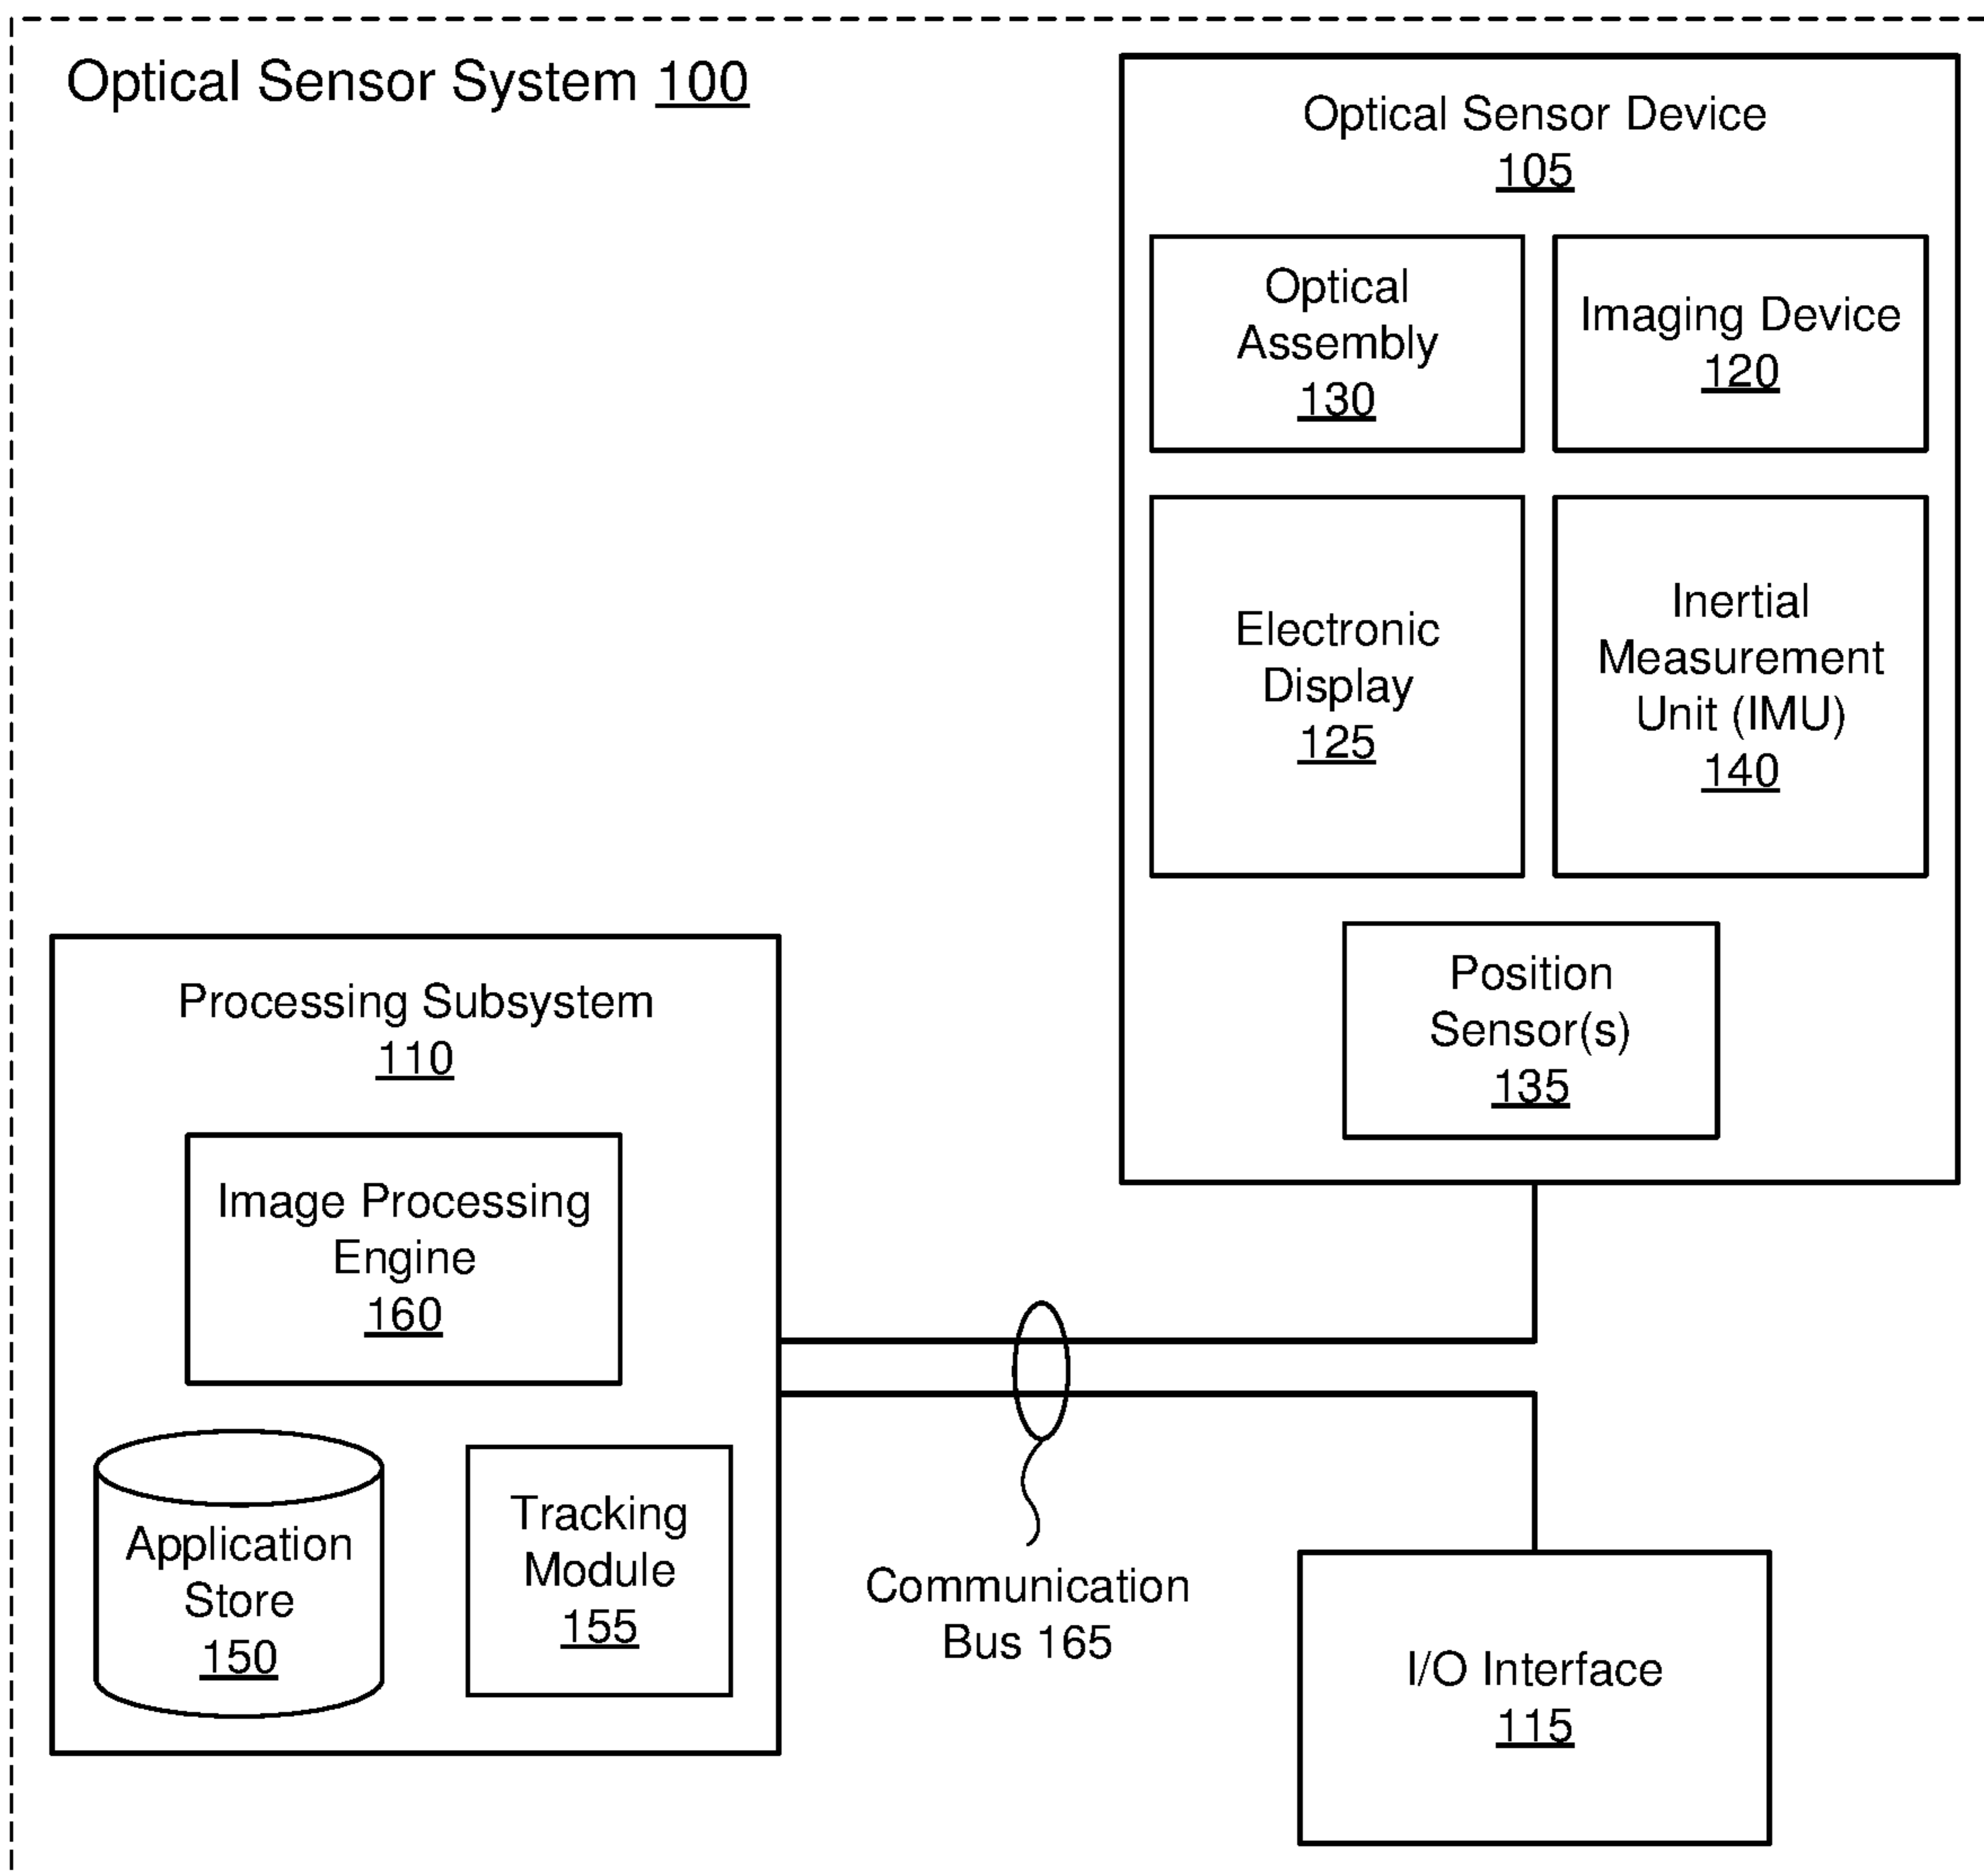 Optical Sensor System 100
Optical Sensor Device
105
Optical
Assembly
130
Imaging Device
120
Electronic
Display
125
Inertial
Measurement
Unit (IMU)
140
Position
Sensor(s)
135
Processing Subsystem
110
Image Processing
Engine
160
Application
Store
150
Tracking
Module
155
Communication
Bus 165
I/O Interface
115